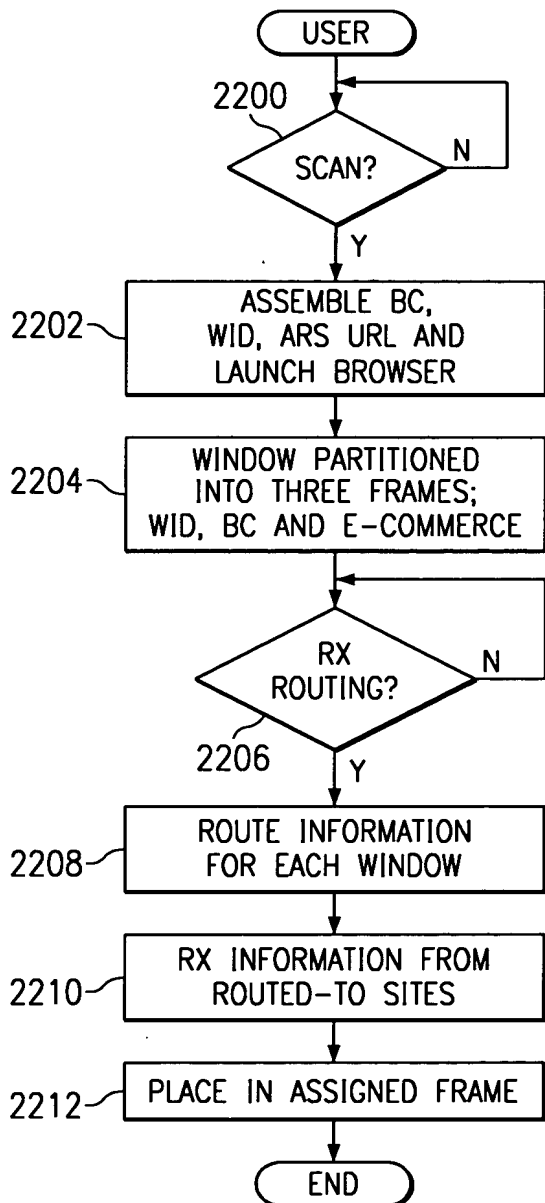 USER
2200
SCAN?
N
Y
2202
ASSEMBLE BC,
WID, ARS URL AND
LAUNCH BROWSER
2204
WINDOW PARTITIONED
INTO THREE FRAMES;
WID, BC AND E-COMMERCE
RX
ROUTING?
N
2206
Y
2208
ROUTE INFORMATION
FOR EACH WINDOW
2210
RX INFORMATION FROM
ROUTED-TO SITES
2212
PLACE IN ASSIGNED FRAME
END